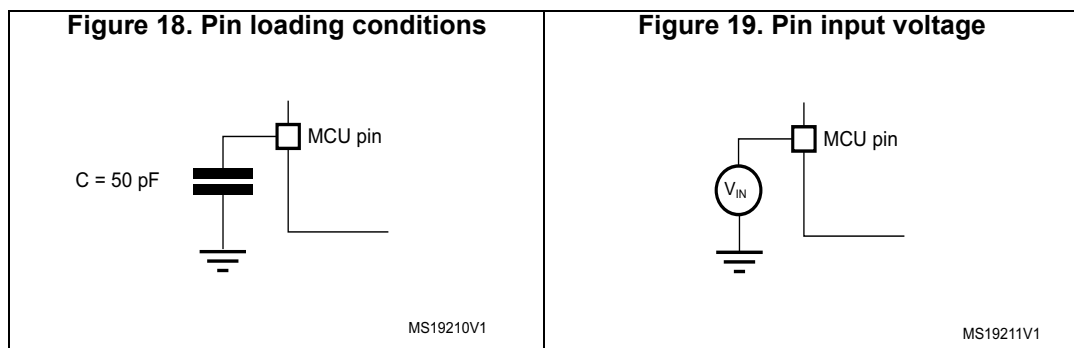 Figure 18. Pin loading conditions
MCU pin
C = 50 pF
MS19210V1
Figure 19. Pin input voltage
MCU pin
VIN
MS19211V1